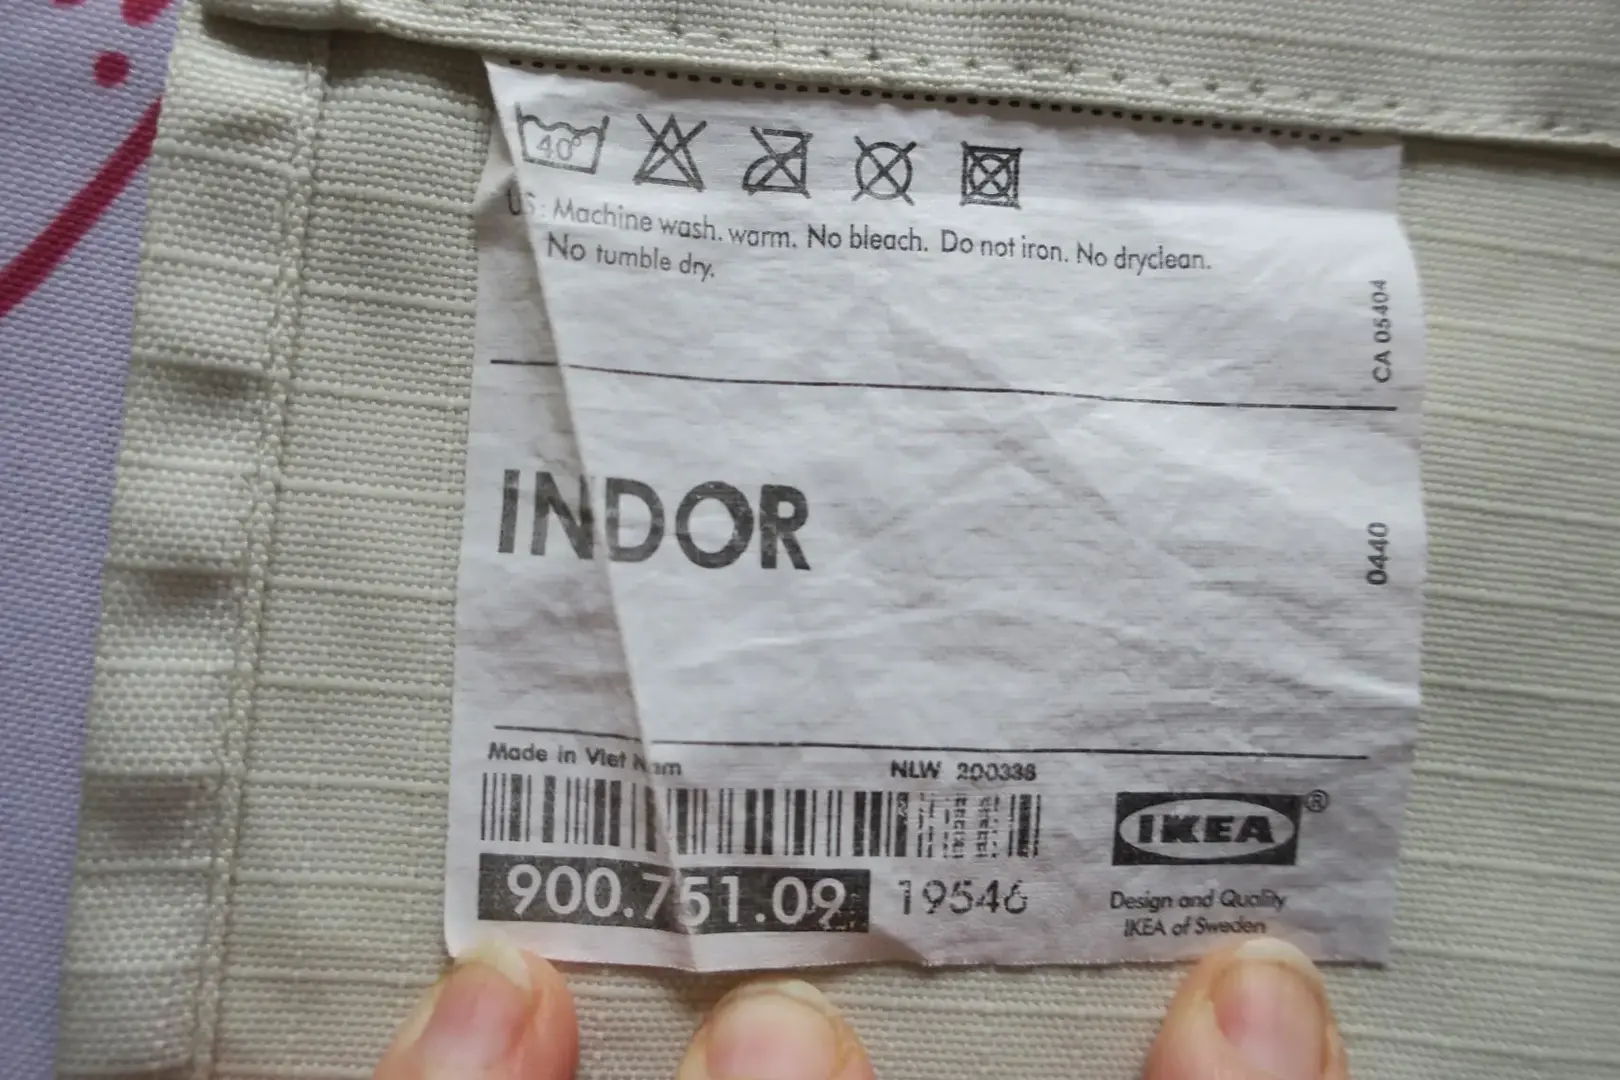 40°
US: Machine wash. warm. No bleach. Do not iron. No dryclean.
No tumble dry.
CA 05404
INDOR
0440
Made in Viet Nam
NLW 200338
900.751.09
19546
IKEA®
Design and Quality
IKEA of Sweden